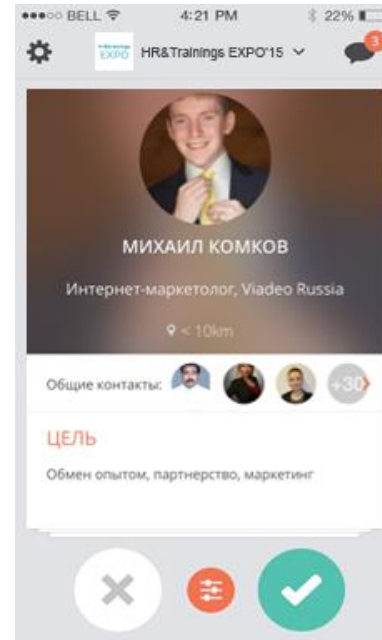 BELL 4:21 PM 22%
EXPO HR&Trainings EXPO'15 3
МИХАИЛ КОМКОВ
Интернет-маркетолог, Viadeo Russia
< 10km
Общие контакты: +30
ЦЕЛЬ
Обмен опытом, партнерство, маркетинг